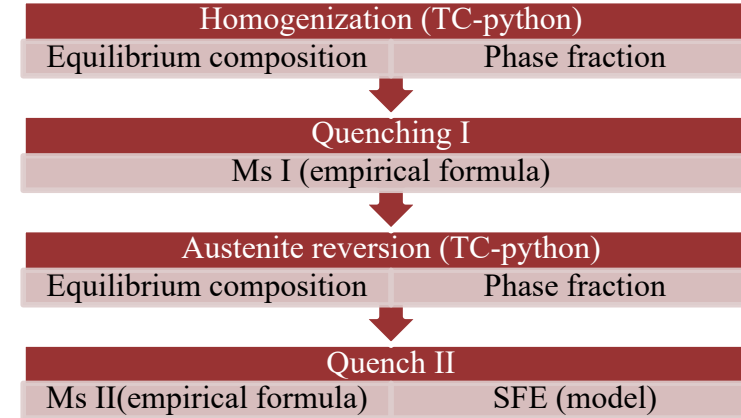 Homogenization (TC-python)
Equilibrium composition Phase fraction
Quenching I
Ms I (empirical formula)
Austenite reversion (TC-python)
Equilibrium composition Phase fraction
Quench II
Ms II(empirical formula) SFE (model)